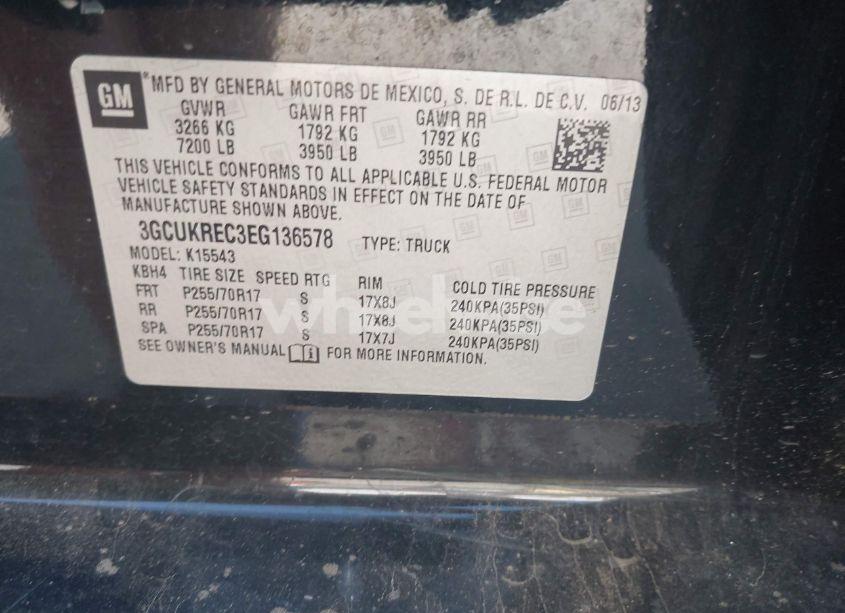 GM
*MFD BY GENERAL MOTORS DE MEXICO, S. DE R.L. DE C.V. 06/13
GVWR GAWR FRT GAWR RR
3266 KG 1792 KG 1792 KG
7200 LB 3950 LB 3950 LB
THIS VEHICLE CONFORMS TO ALL APPLICABLE U.S. FEDERAL MOTOR
VEHICLE SAFETY STANDARDS IN EFFECT ON THE DATE OF
MANUFACTURE SHOWN ABOVE.
3GCUKREC3EG136578 TYPE: TRUCK
MODEL: K15543
KBH4 TIRE SIZE SPEED RTG RIM COLD TIRE PRESSURE
FRT P255/70R17 S 17X8J 240KPA(35PSI)
RR P255/70R17 S 17X8J 240KPA(35PSI)
SPA P255/70R17 S 17X7J 240KPA(35PSI)
SEE OWNER'S MANUAL FOR MORE INFORMATION.